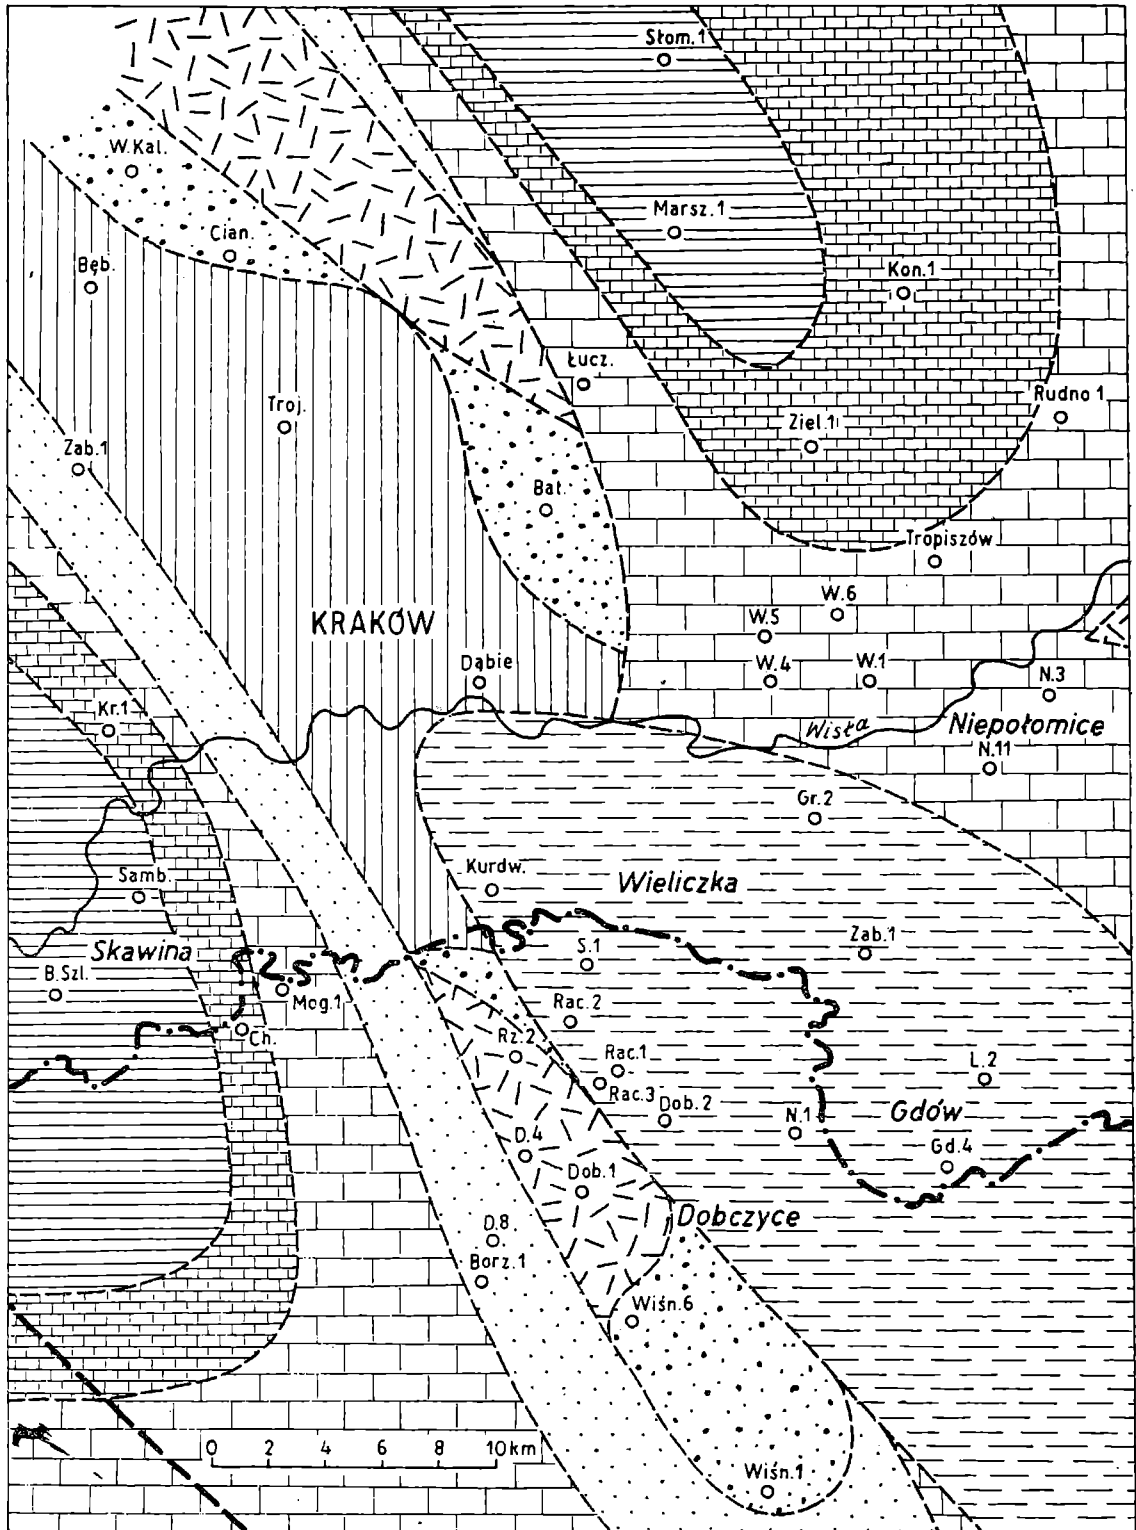 Słom.1
W.Kal.
Marsz.1
Cian.
Bęb.
Kon.1
Łucz.
Rudno 1
Troj.
Ziel.1
Zab.1
Bat.
Tropiszów
W.6
KRAKÓW
W.5
Dąbie
W.4
W.1
N.3
Kr.1
Wisła
Niepołomice
N.11
Gr.2
Kurdw.
Samb.
Wieliczka
Skawina
S.1
Zab.1
B.Szl.
Mog.1
Rac.2
Ch.
Rz.2
Rac.1
L.2
Rac.3
Dob.2
N.1
Gdów
D.4
Gd.4
Dob.1
Dobczyce
D.8
Borz.1
Wiśn.6
0 2 4 6 8 10 km
Wiśn.1